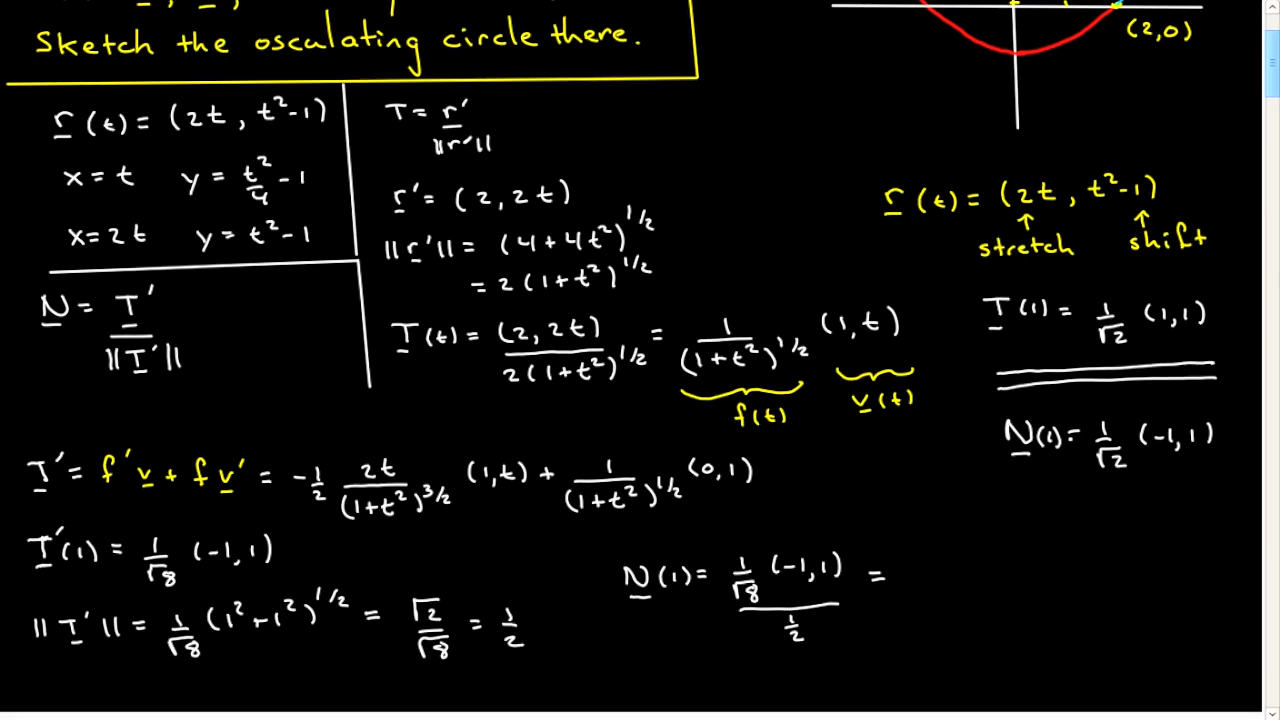 Sketch the osculating circle there.
(2,0)
r(t) = (2t, t²-1)
x = t y = t²/4 - 1
x = 2t y = t²-1
N = T' / ||T'||
T = r' / ||r'||
r' = (2, 2t)
||r'|| = (4+4t²)^1/2
= 2(1+t²)^1/2
T(t) = (2, 2t) / 2(1+t²)^1/2 = 1/(1+t²)^1/2 (1, t)
f(t) v(t)
r(t) = (2t, t²-1)
↑ ↑
stretch shift
T(1) = 1/√2 (1,1)
N(1) = 1/√2 (-1,1)
T' = f'v + fv' = -1/2 2t/(1+t²)^3/2 (1,t) + 1/(1+t²)^1/2 (0,1)
T'(1) = 1/√8 (-1,1)
||T'|| = 1/√8 (1²+1²)^1/2 = √2/√8 = 1/2
N(1) = 1/√8 (-1,1) / 1/2 =